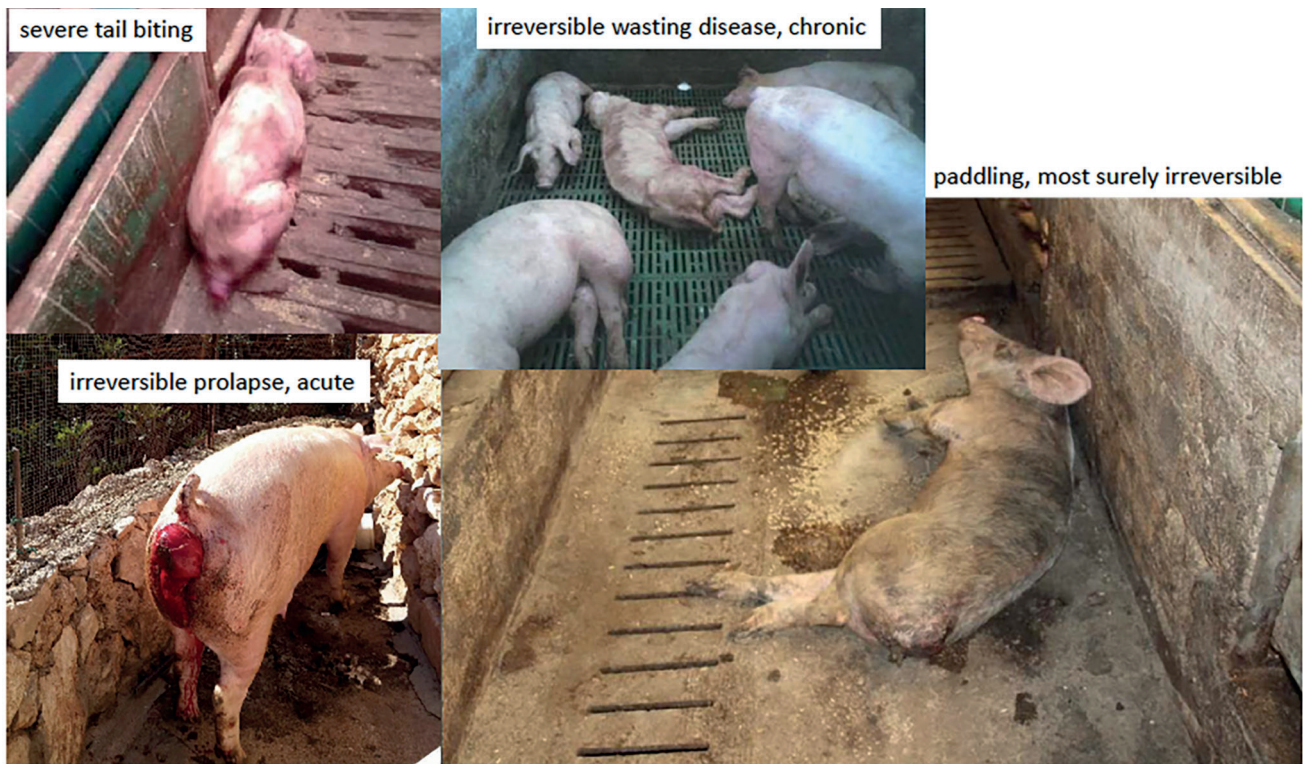 severe tail biting
irreversible wasting disease, chronic
paddling, most surely irreversible
irreversible prolapse, acute